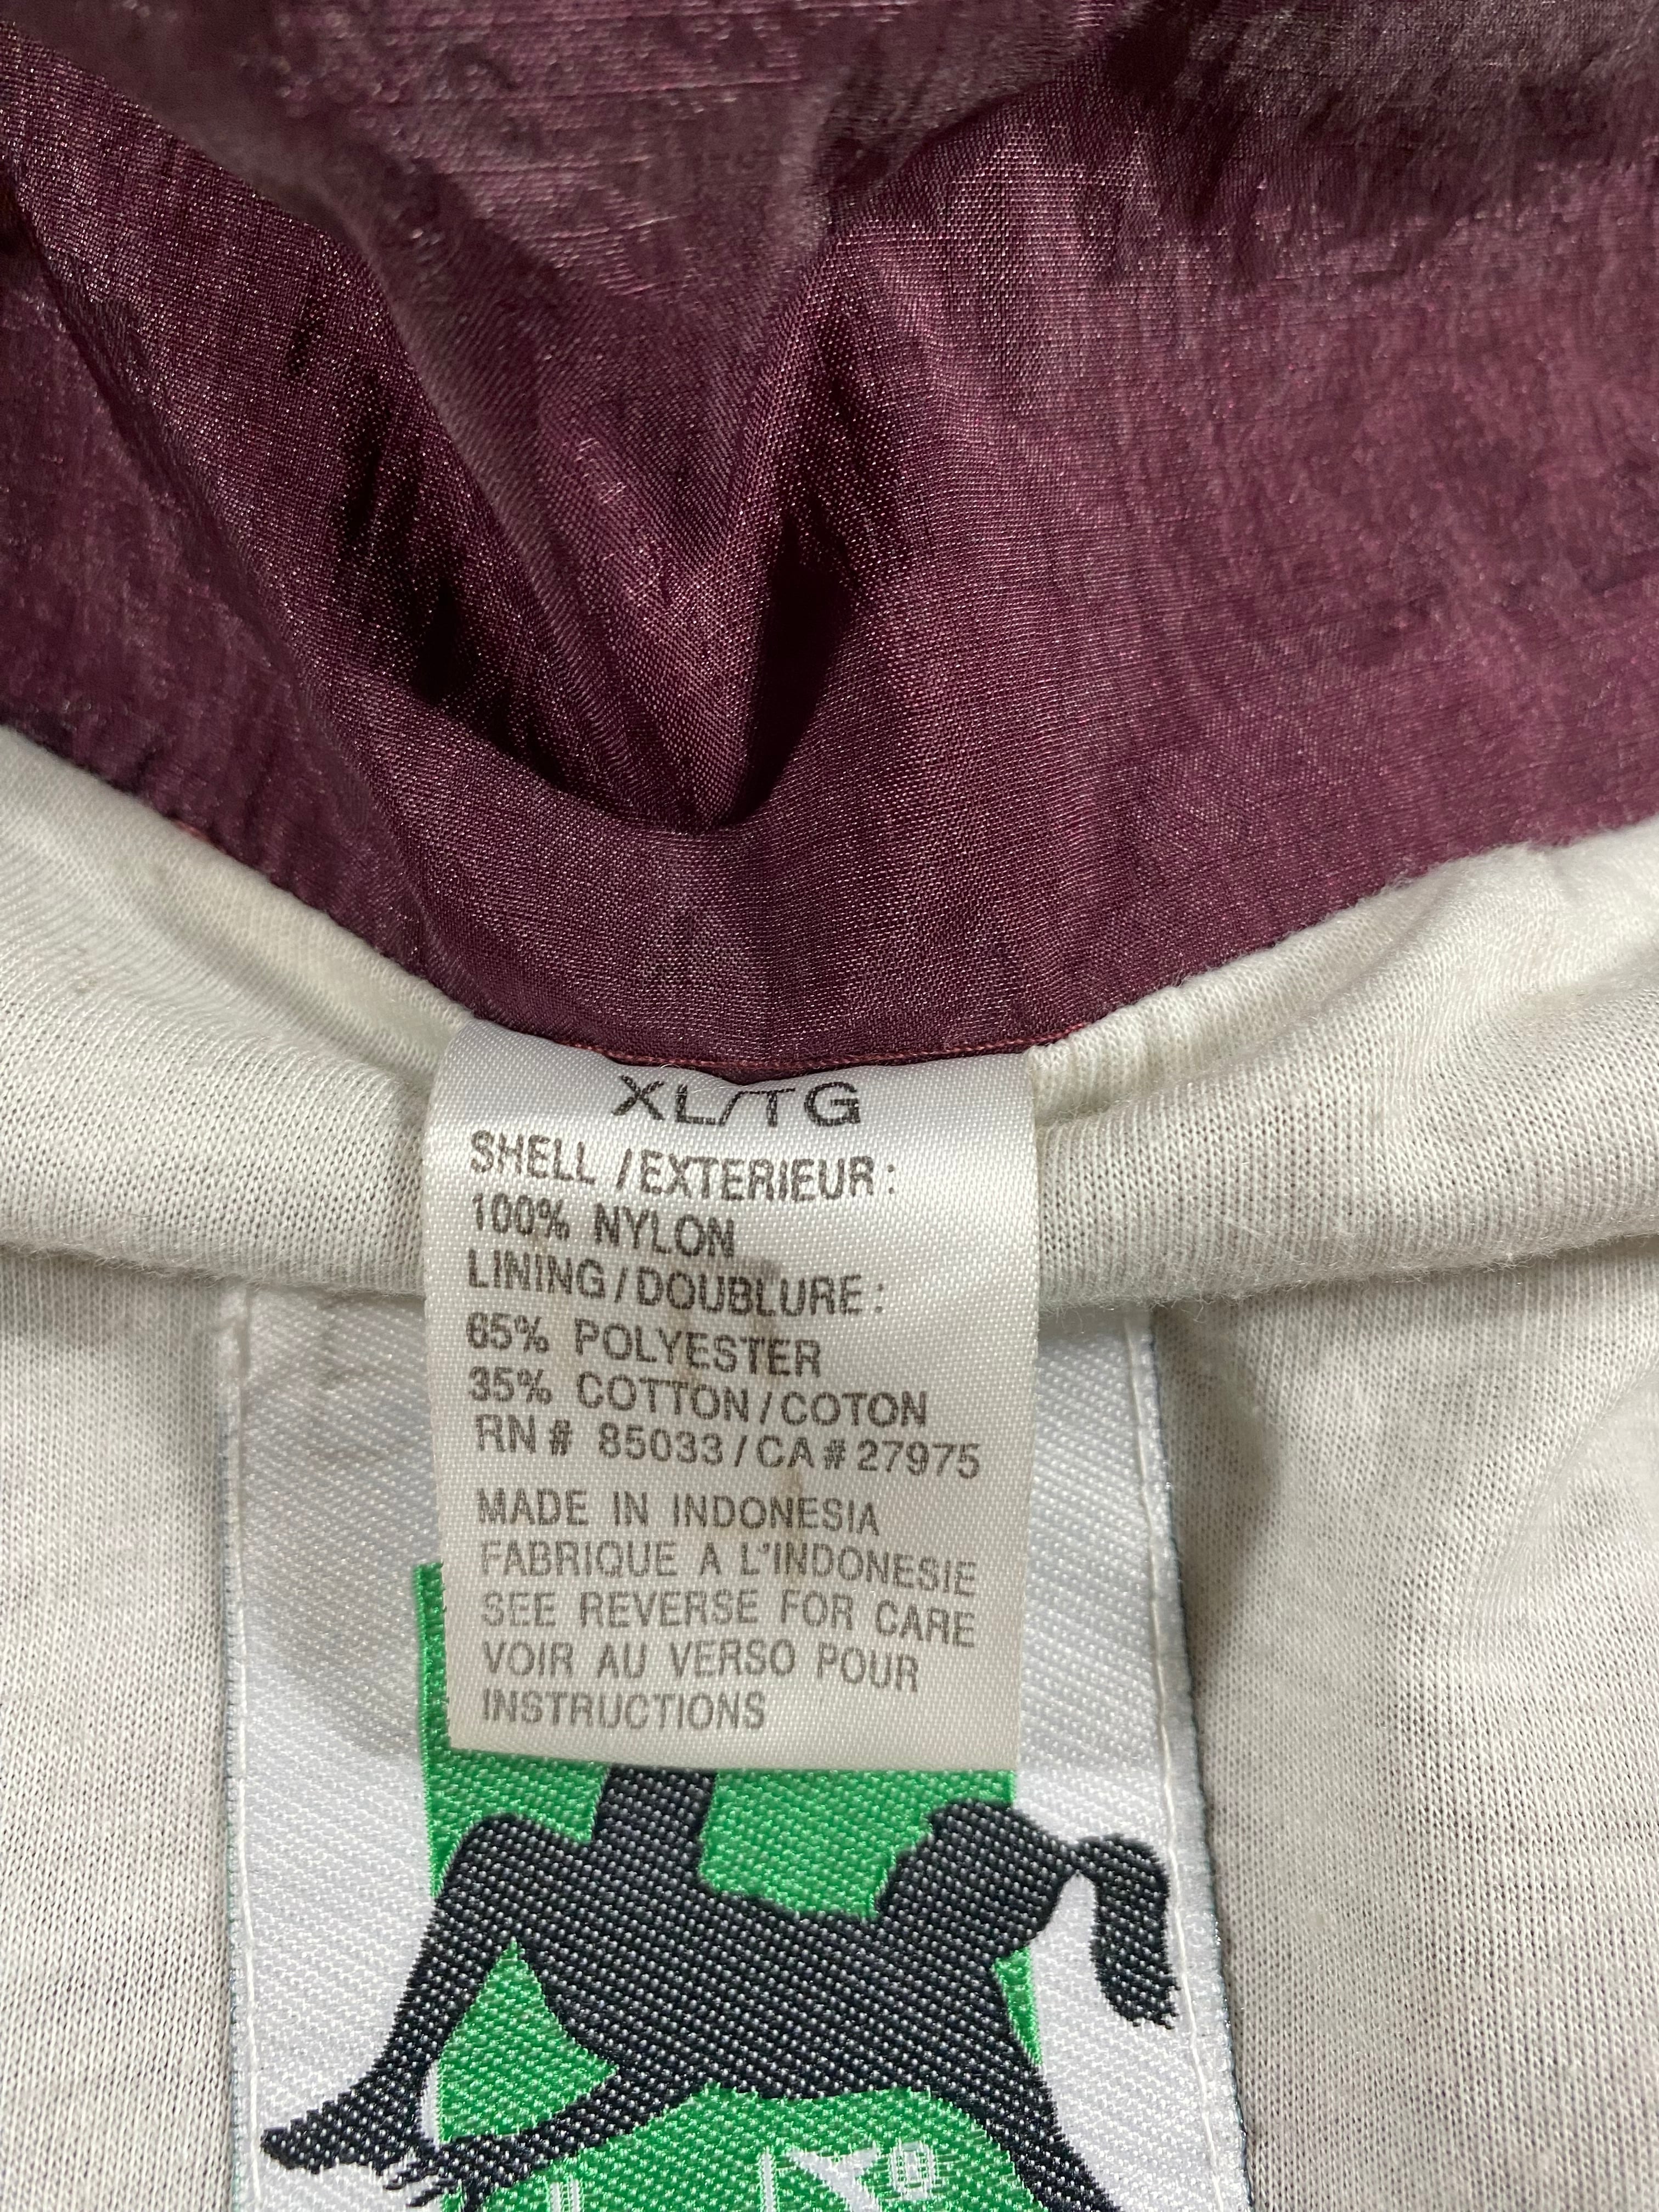 XL/TG
SHELL /EXTERIEUR:
100% NYLON
LINING/DOUBLURE:
65% POLYESTER
35% COTTON/COTON
RN# 85033/CA#27975
MADE IN INDONESIA
FABRIQUE A L'INDONESIE
SEE REVERSE FOR CARE
VOIR AU VERSO POUR
INSTRUCTIONS